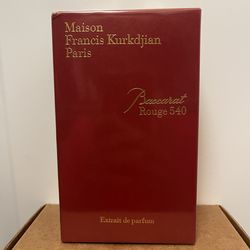 Maison
Francis Kurkdjian
Paris
Baccarat
Rouge 540
Extrait de parfum